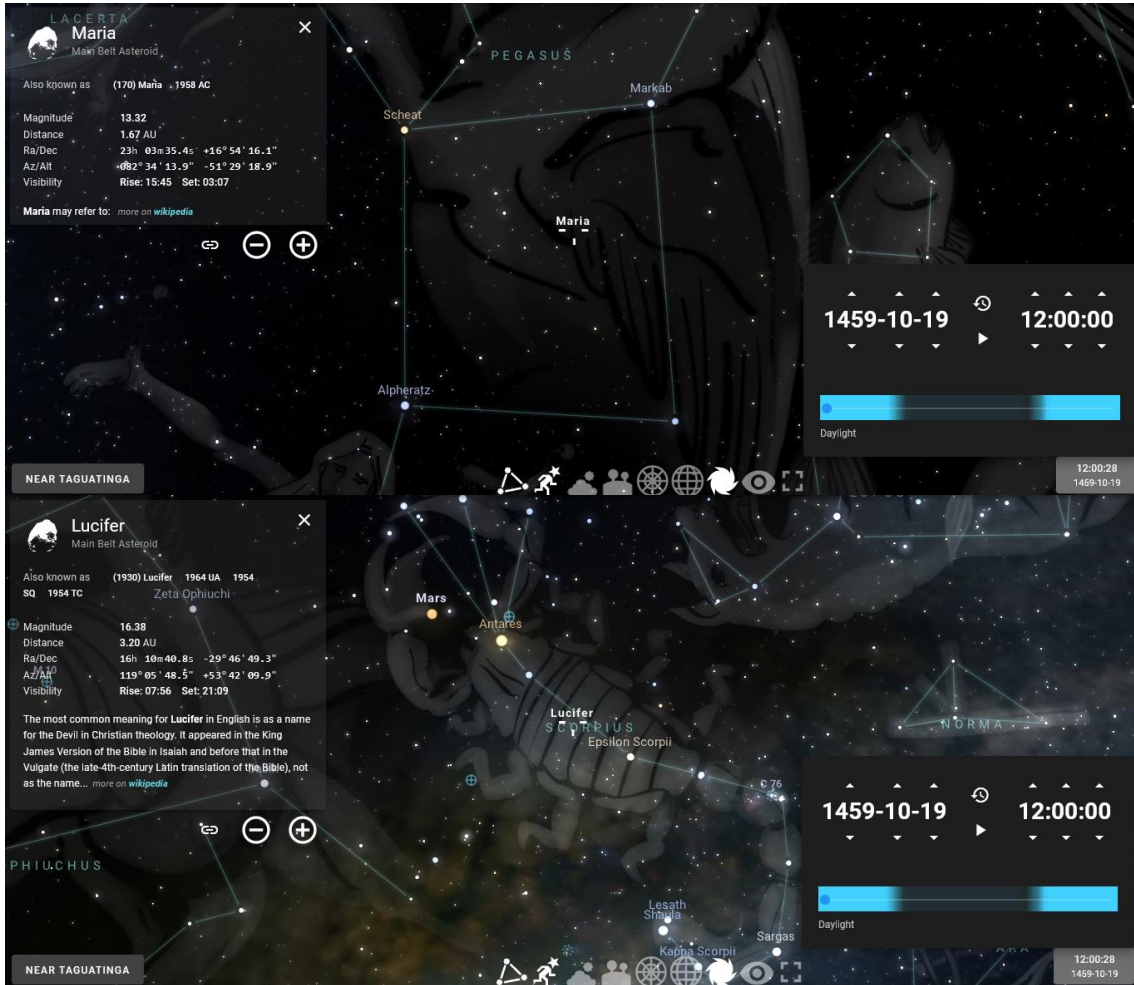 LACERTA
Maria
Main Belt Asteroid
Also known as (170) Maria 1958 AC
Magnitude 13.32
Distance 1.67 AU
Ra/Dec 23h 03m35.4s +16°54'16.1"
Az/Alt 082°34'13.9" -51°29'18.9"
Visibility Rise: 15:45 Set: 03:07
Maria may refer to: more on wikipedia
PEGASUS
Markab
Scheat
Maria
Alpheratz
1459-10-19 12:00:00
Daylight
NEAR TAGUATINGA
12:00:28
1459-10-19
Lucifer
Main Belt Asteroid
Also known as (1930) Lucifer 1964 UA 1954
SQ 1954 TC
Zeta Ophiuchi
Magnitude 16.38
Distance 3.20 AU
Ra/Dec 16h 10m40.8s -29°46'49.3"
M 10
Az/Alt 119°05'48.5" +53°42'09.9"
Visibility Rise: 07:56 Set: 21:09
The most common meaning for Lucifer in English is as a name
for the Devil in Christian theology. It appeared in the King
James Version of the Bible in Isaiah and before that in the
Vulgate (the late-4th-century Latin translation of the Bible), not
as the name... more on wikipedia
Mars
Antares
Lucifer
SCORPIUS
Epsilon Scorpii
NORMA
C 76
PHIUCHUS
Lesath
Shaula
Sargas
Kappa Scorpii
ARA
1459-10-19 12:00:00
Daylight
NEAR TAGUATINGA
12:00:28
1459-10-19